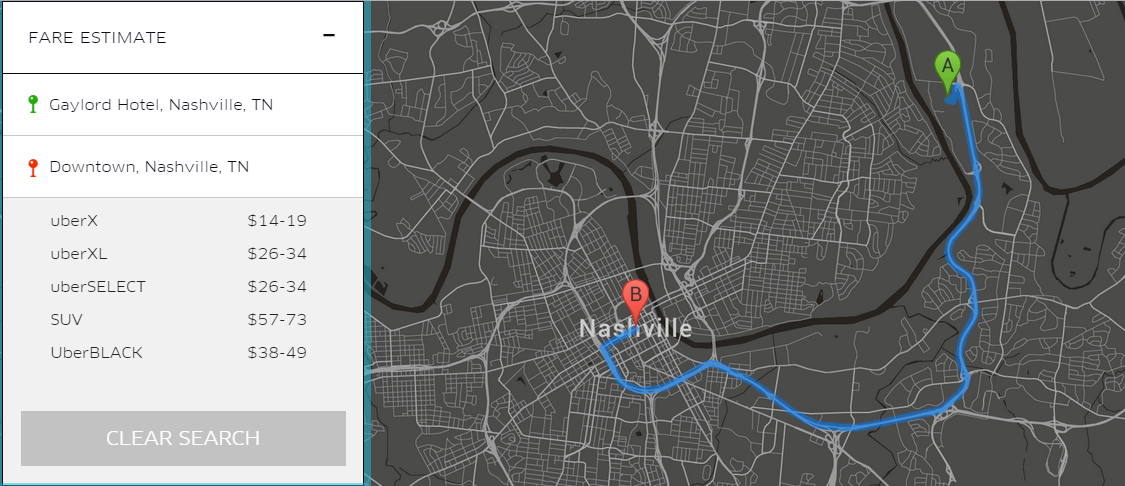 FARE ESTIMATE
Gaylord Hotel, Nashville, TN
Downtown, Nashville, TN
uberX $14-19
uberXL $26-34
uberSELECT $26-34
SUV $57-73
UberBLACK $38-49
CLEAR SEARCH
A
B
Nashville